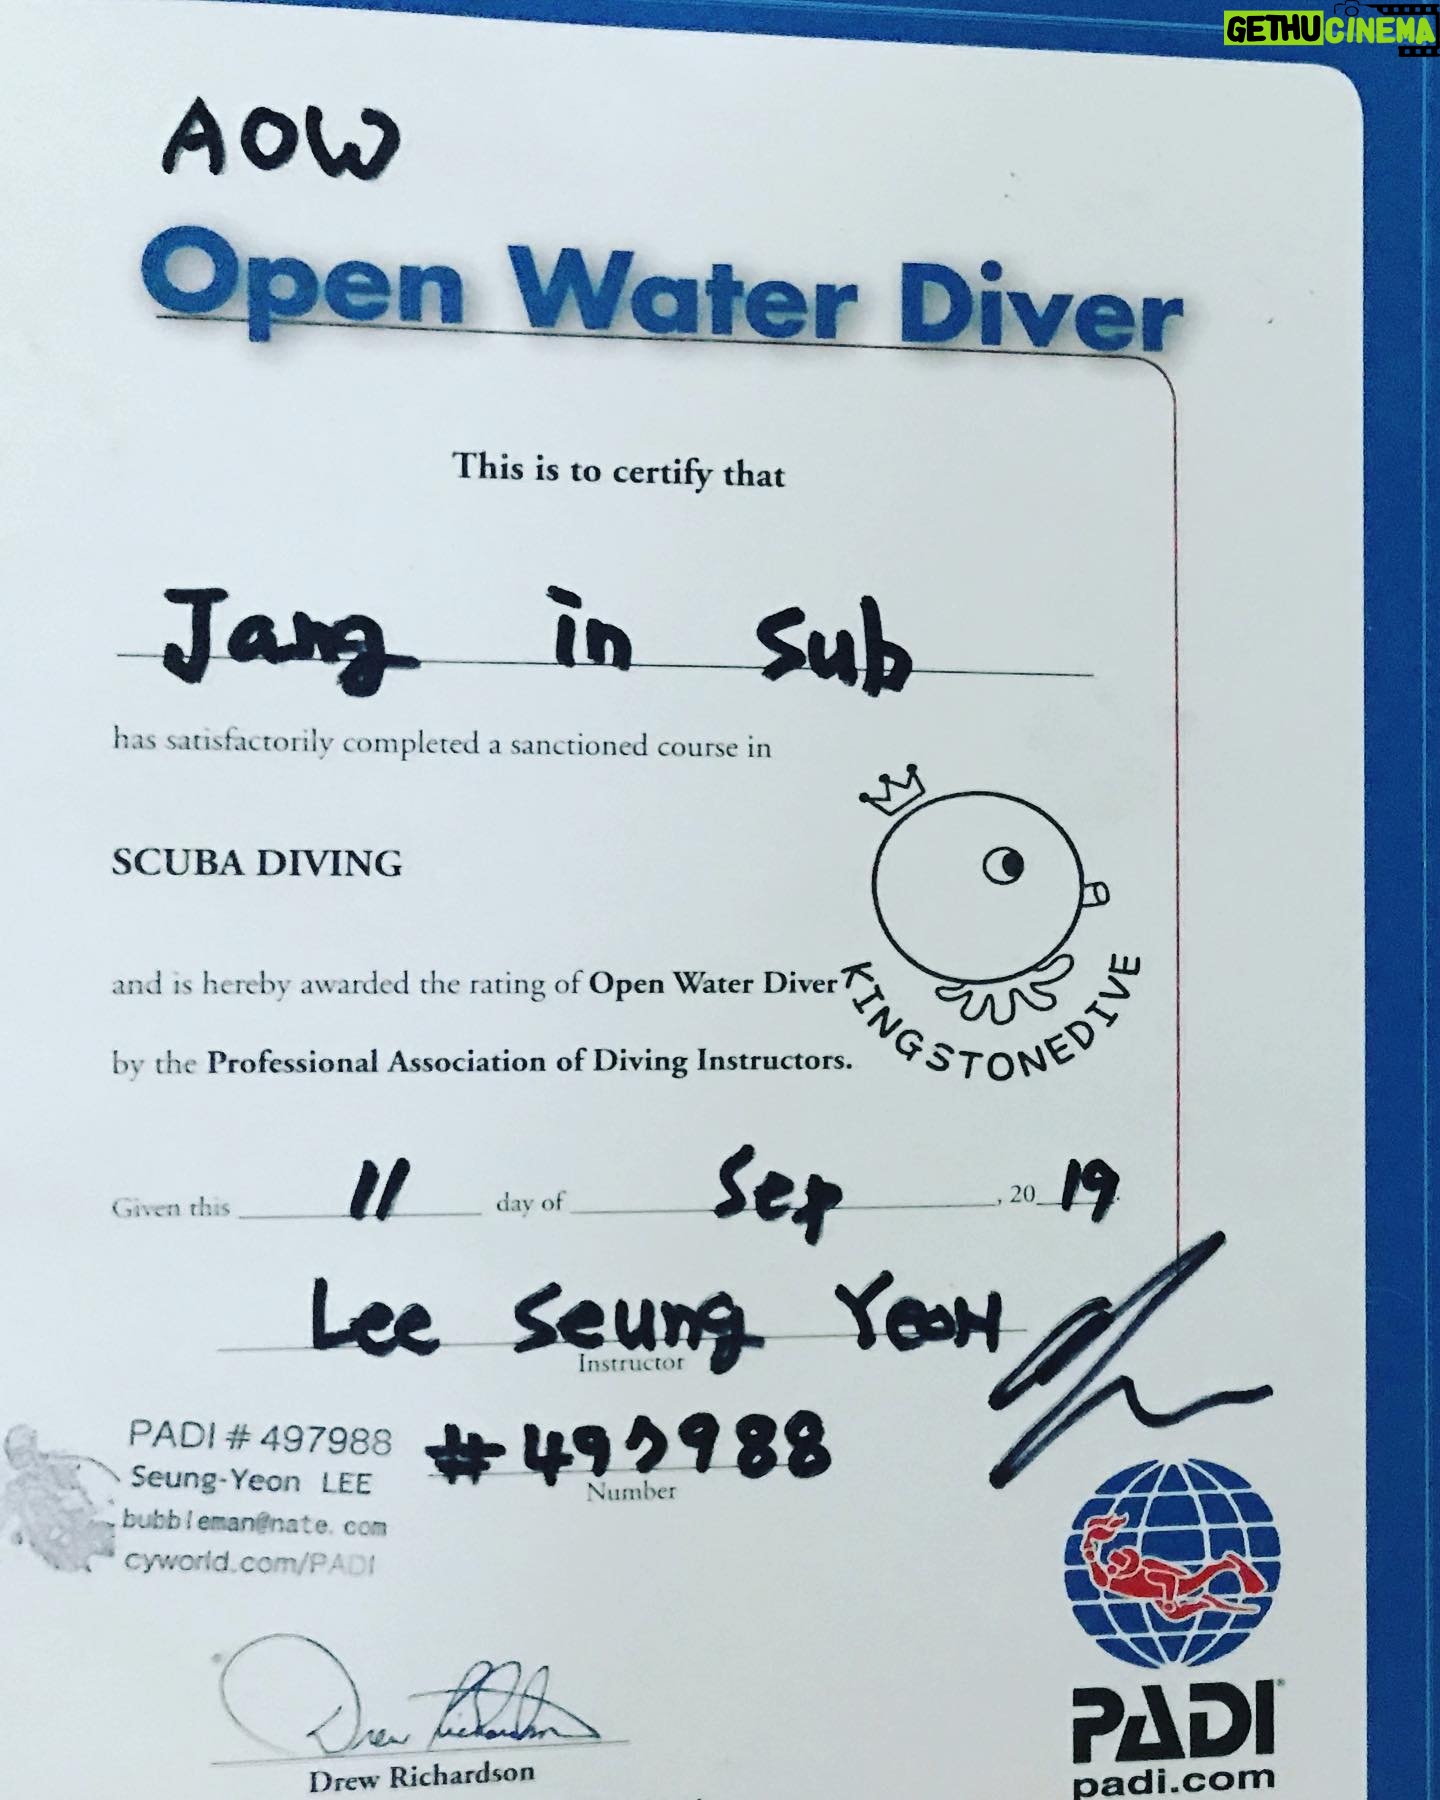 GETHUCINEMA
AOW
Open Water Diver
This is to certify that
Jang in Sub
has satisfactorily completed a sanctioned course in
SCUBA DIVING
and is hereby awarded the rating of Open Water Diver
by the Professional Association of Diving Instructors.
KINGSTONEDIVE
Given this 11 day of Sep, 2019
Lee Seung Yeon
Instructor
PADI # 497988
Seung-Yeon LEE
bubbleman@nate.com
cyworld.com/PADI
#497988
Number
Drew Richardson
Drew Richardson
PADI
padi.com